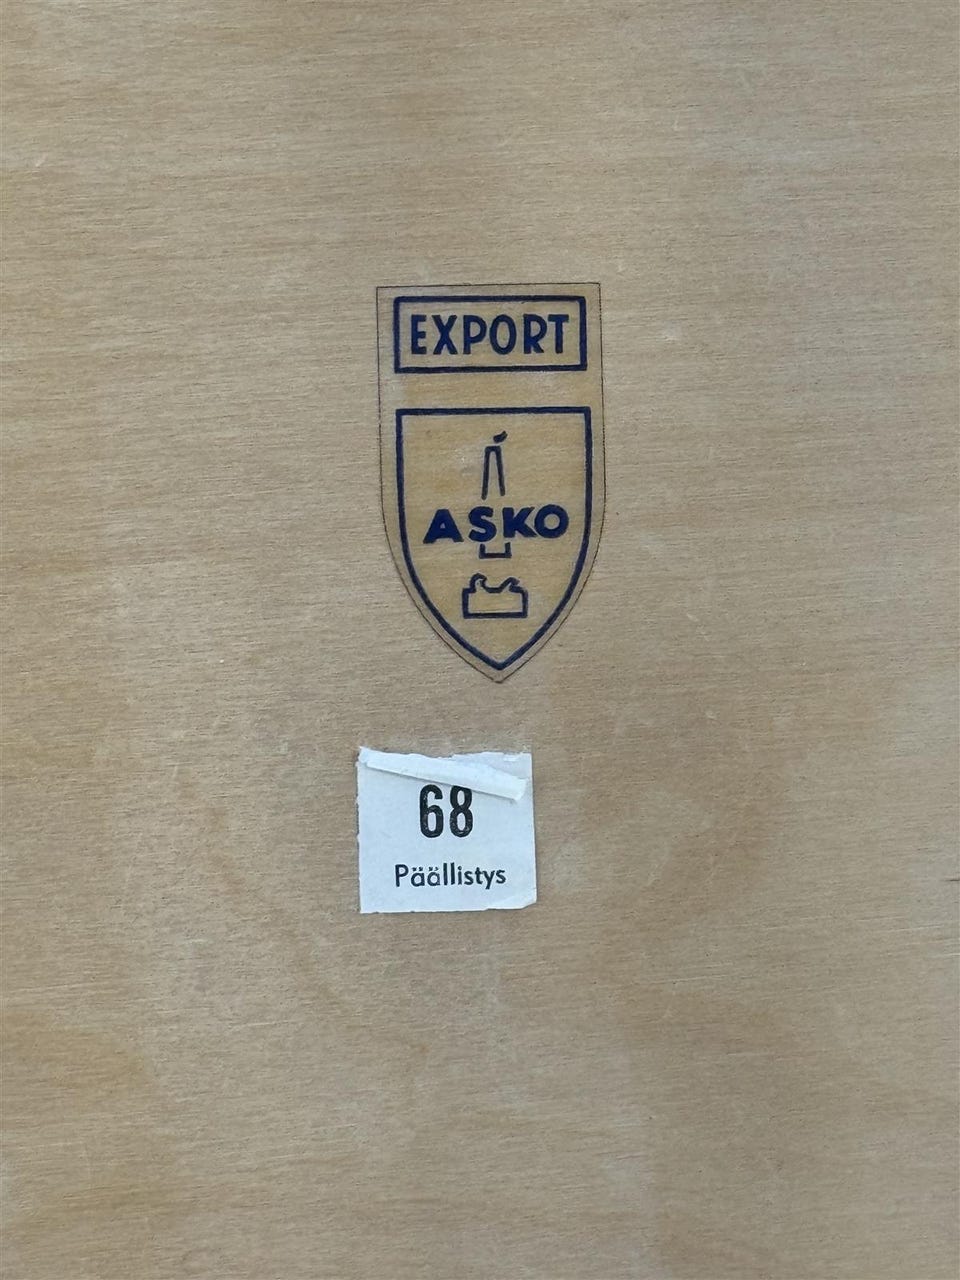 EXPORT
ASKO
68
Päällistys